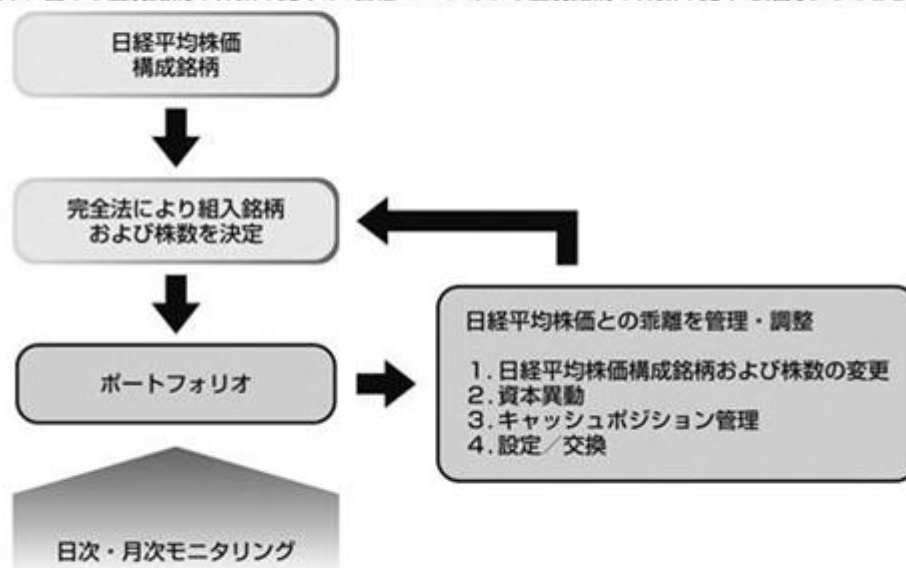 日経平均株価
構成銘柄
完全法により組入銘柄
および株数を決定
ポートフォリオ
日経平均株価との乖離を管理・調整
1.日経平均株価構成銘柄および株数の変更
2.資本異動
3.キャッシュポジション管理
4.設定／交換
日次・月次モニタリング